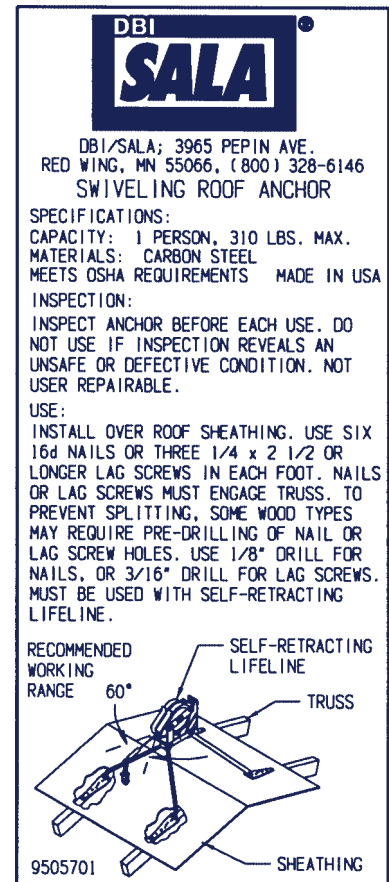 DBI
SALA
®
DBI/SALA; 3965 PEPIN AVE.
RED WING, MN 55066, (800) 328-6146
SWIVELING ROOF ANCHOR
SPECIFICATIONS:
CAPACITY: 1 PERSON, 310 LBS. MAX.
MATERIALS: CARBON STEEL
MEETS OSHA REQUIREMENTS MADE IN USA
INSPECTION:
INSPECT ANCHOR BEFORE EACH USE. DO
NOT USE IF INSPECTION REVEALS AN
UNSAFE OR DEFECTIVE CONDITION. NOT
USER REPAIRABLE.
USE:
INSTALL OVER ROOF SHEATHING. USE SIX
16d NAILS OR THREE 1/4 x 2 1/2 OR
LONGER LAG SCREWS IN EACH FOOT. NAILS
OR LAG SCREWS MUST ENGAGE TRUSS. TO
PREVENT SPLITTING, SOME WOOD TYPES
MAY REQUIRE PRE-DRILLING OF NAIL OR
LAG SCREW HOLES. USE 1/8" DRILL FOR
NAILS, OR 3/16" DRILL FOR LAG SCREWS.
MUST BE USED WITH SELF-RETRACTING
LIFELINE.
RECOMMENDED
WORKING
RANGE 60°
SELF-RETRACTING
LIFELINE
TRUSS
SHEATHING
9505701